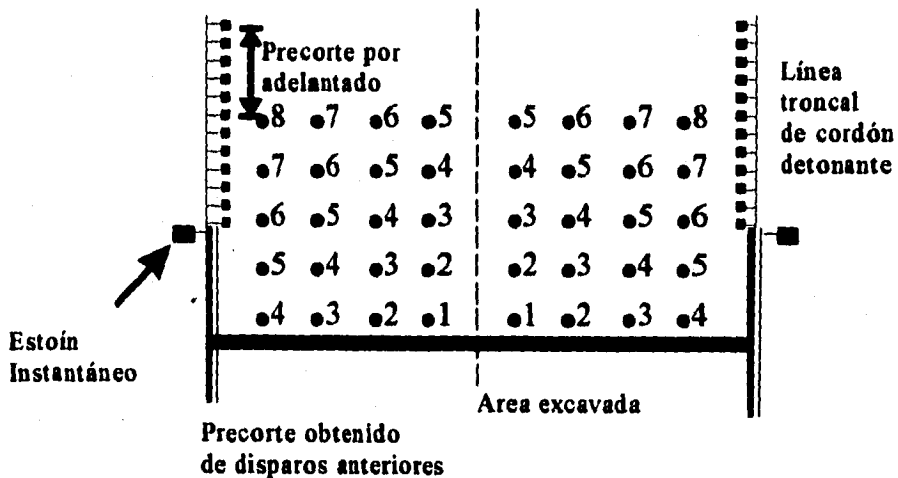 Precorte por
adelantado
Línea
troncal
de cordón
detonante
8 7 6 5 5 6 7 8
7 6 5 4 4 5 6 7
6 5 4 3 3 4 5 6
5 4 3 2 2 3 4 5
4 3 2 1 1 2 3 4
Estoín
Instantáneo
Area excavada
Precorte obtenido
de disparos anteriores